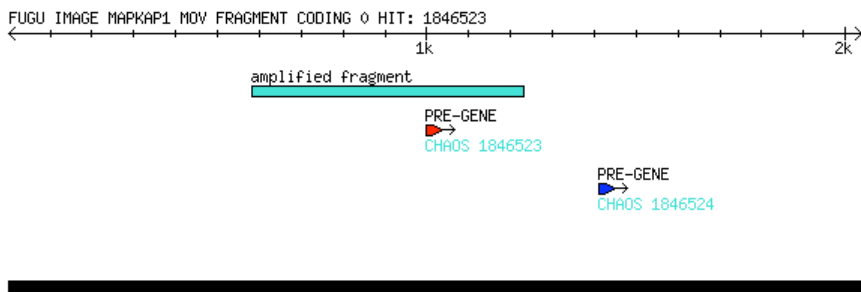 FUGU IMAGE MAPKAP1 MOV FRAGMENT CODING 0 HIT: 1846523
1k
2k
amplified fragment
PRE-GENE
CHAOS 1846523
PRE-GENE
CHAOS 1846524